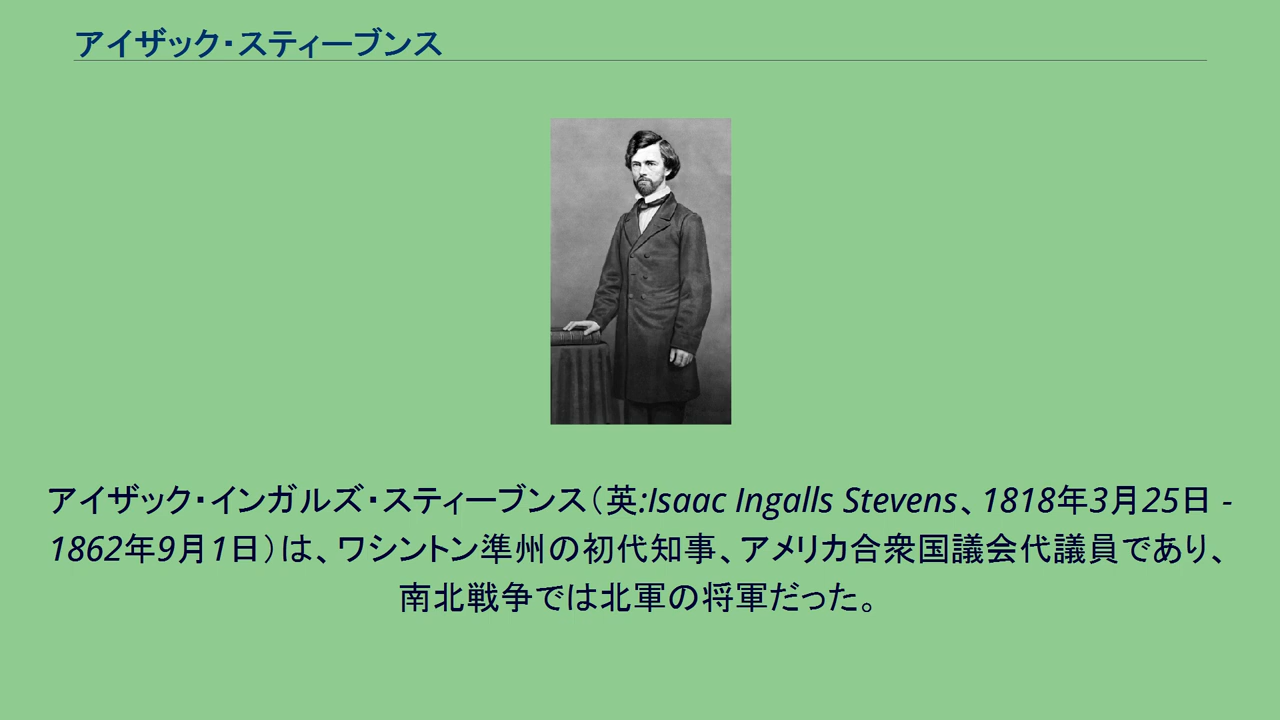 アイザック・スティーブンス
アイザック・インガルズ・スティーブンス（英:Isaac Ingalls Stevens、1818年3月25日 -
1862年9月1日）は、ワシントン準州の初代知事、アメリカ合衆国議会代議員であり、
南北戦争では北軍の将軍だった。